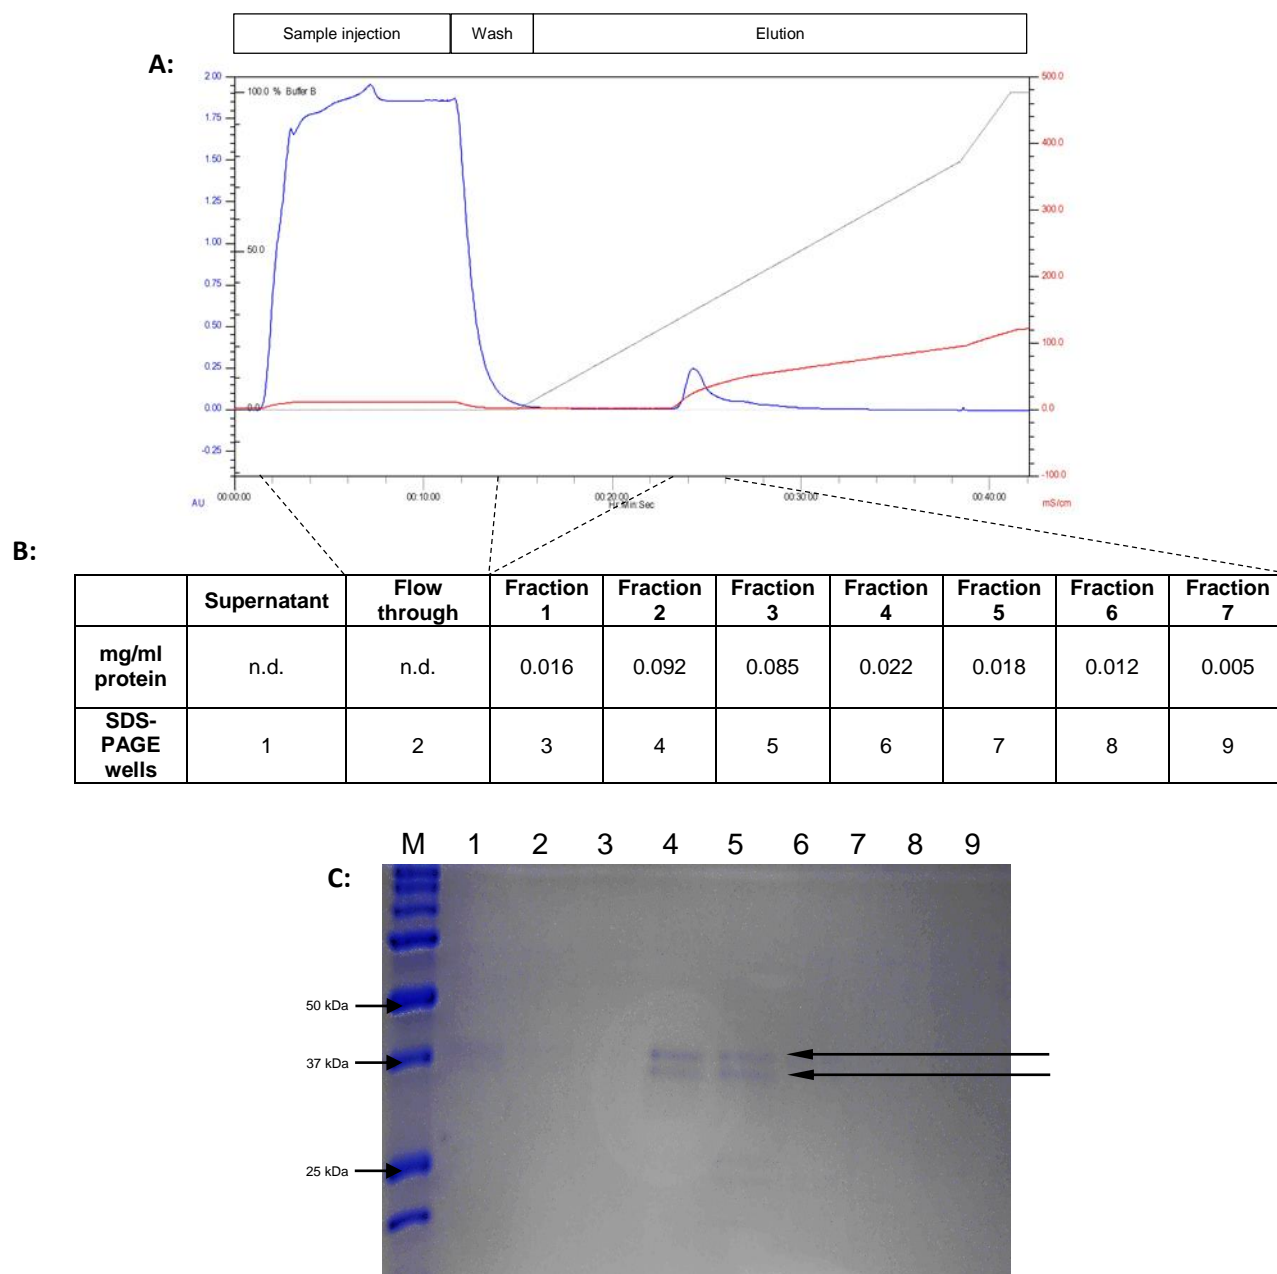 Sample injection Wash Elution
A:
2.00 100.0 % Buffer B 500.0
1.75 400.0
1.50
1.25 300.0
1.00 50.0
0.75 200.0
0.50
0.25 100.0
0.00 0.0 0.0
-0.25
-100.0
AU 00:00:00 00:10:00 00:20:00 00:30:00 00:40:00 mS/cm
Hr:Min:Sec
B:
Supernatant Flow through Fraction 1 Fraction 2 Fraction 3 Fraction 4 Fraction 5 Fraction 6 Fraction 7
mg/ml protein n.d. n.d. 0.016 0.092 0.085 0.022 0.018 0.012 0.005
SDS-PAGE wells 1 2 3 4 5 6 7 8 9
M 1 2 3 4 5 6 7 8 9
C:
50 kDa
37 kDa
25 kDa